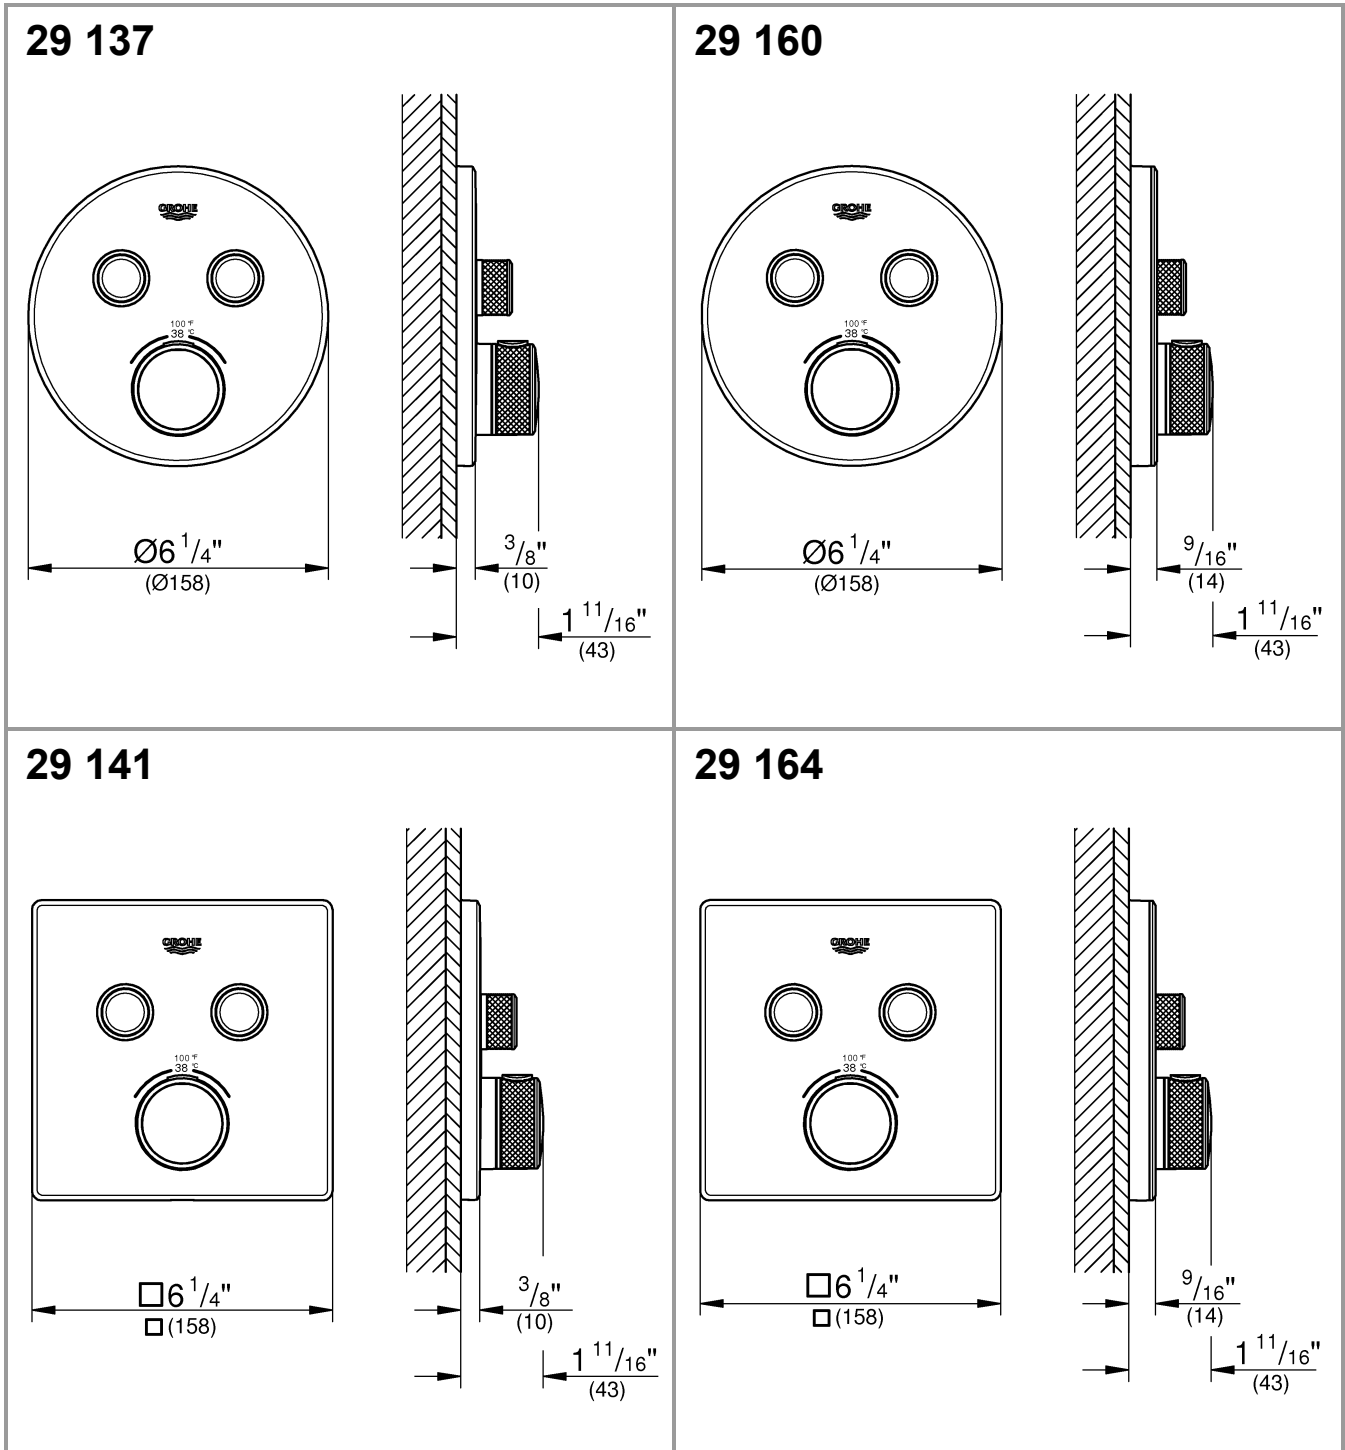 29 137
GROHE
100 °F
38 °C
Ø6 1/4"
(Ø158)
3/8"
(10)
1 11/16"
(43)
29 160
GROHE
100 °F
38 °C
Ø6 1/4"
(Ø158)
9/16"
(14)
1 11/16"
(43)
29 141
GROHE
100 °F
38 °C
□6 1/4"
□(158)
3/8"
(10)
1 11/16"
(43)
29 164
GROHE
100 °F
38 °C
□6 1/4"
□(158)
9/16"
(14)
1 11/16"
(43)